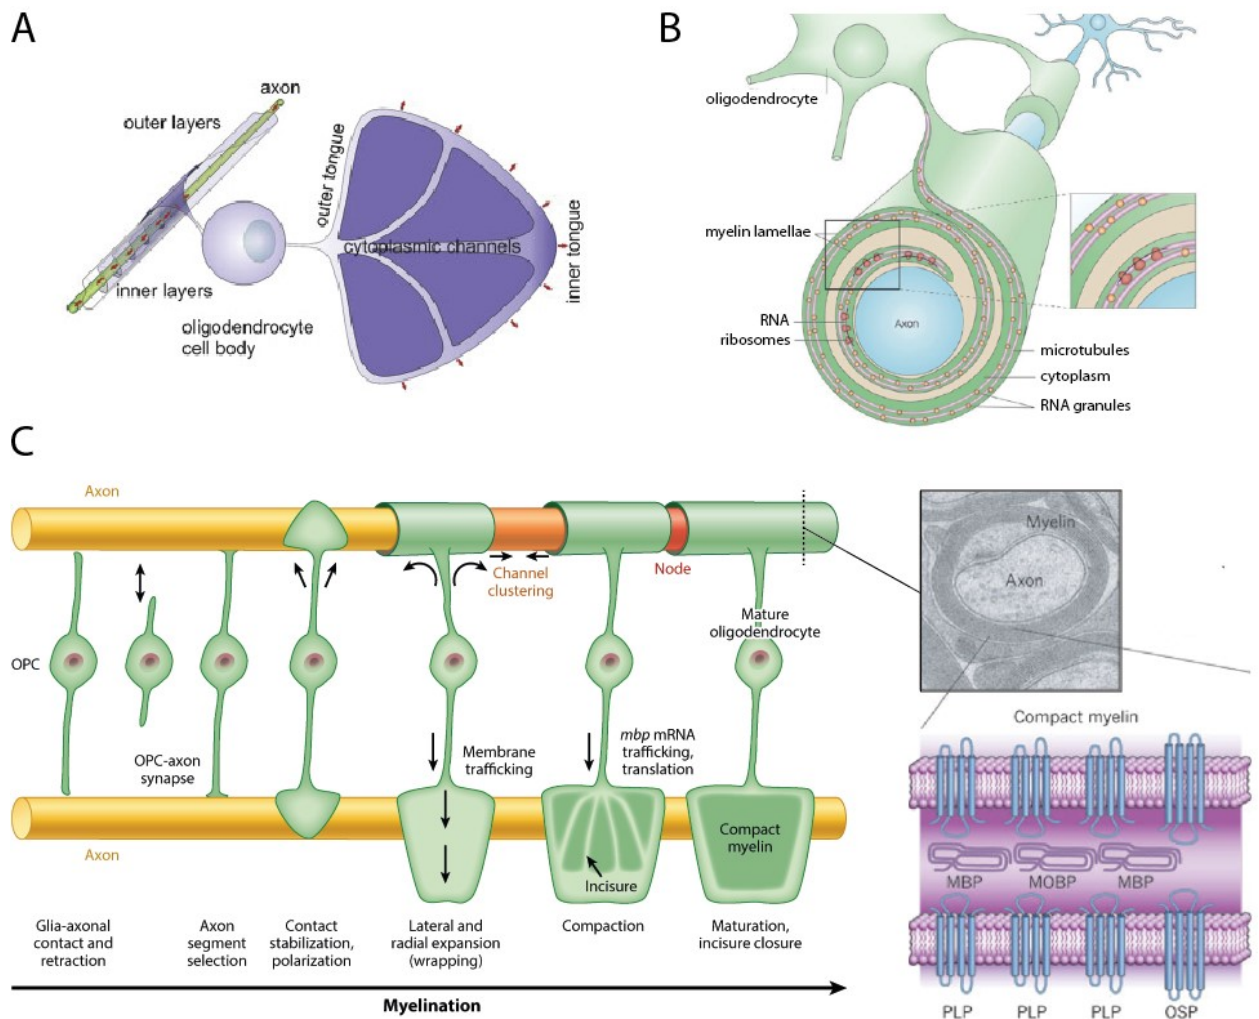 A
axon
outer layers
outer tongue
cytoplasmic channels
inner tongue
inner layers
oligodendrocyte
cell body
B
oligodendrocyte
myelin lamellae
Axon
RNA
ribosomes
microtubules
cytoplasm
RNA granules
C
Axon
Channel
clustering
Node
OPC
Mature
oligodendrocyte
OPC-axon
synapse
Membrane
trafficking
mbp mRNA
trafficking,
translation
Axon
Incisure
Compact
myelin
Glia-axonal
contact and
retraction
Axon
segment
selection
Contact
stabilization,
polarization
Lateral and
radial expansion
(wrapping)
Compaction
Maturation,
incisure closure
Myelination
Myelin
Axon
Compact myelin
MBP MOBP MBP
PLP PLP PLP OSP